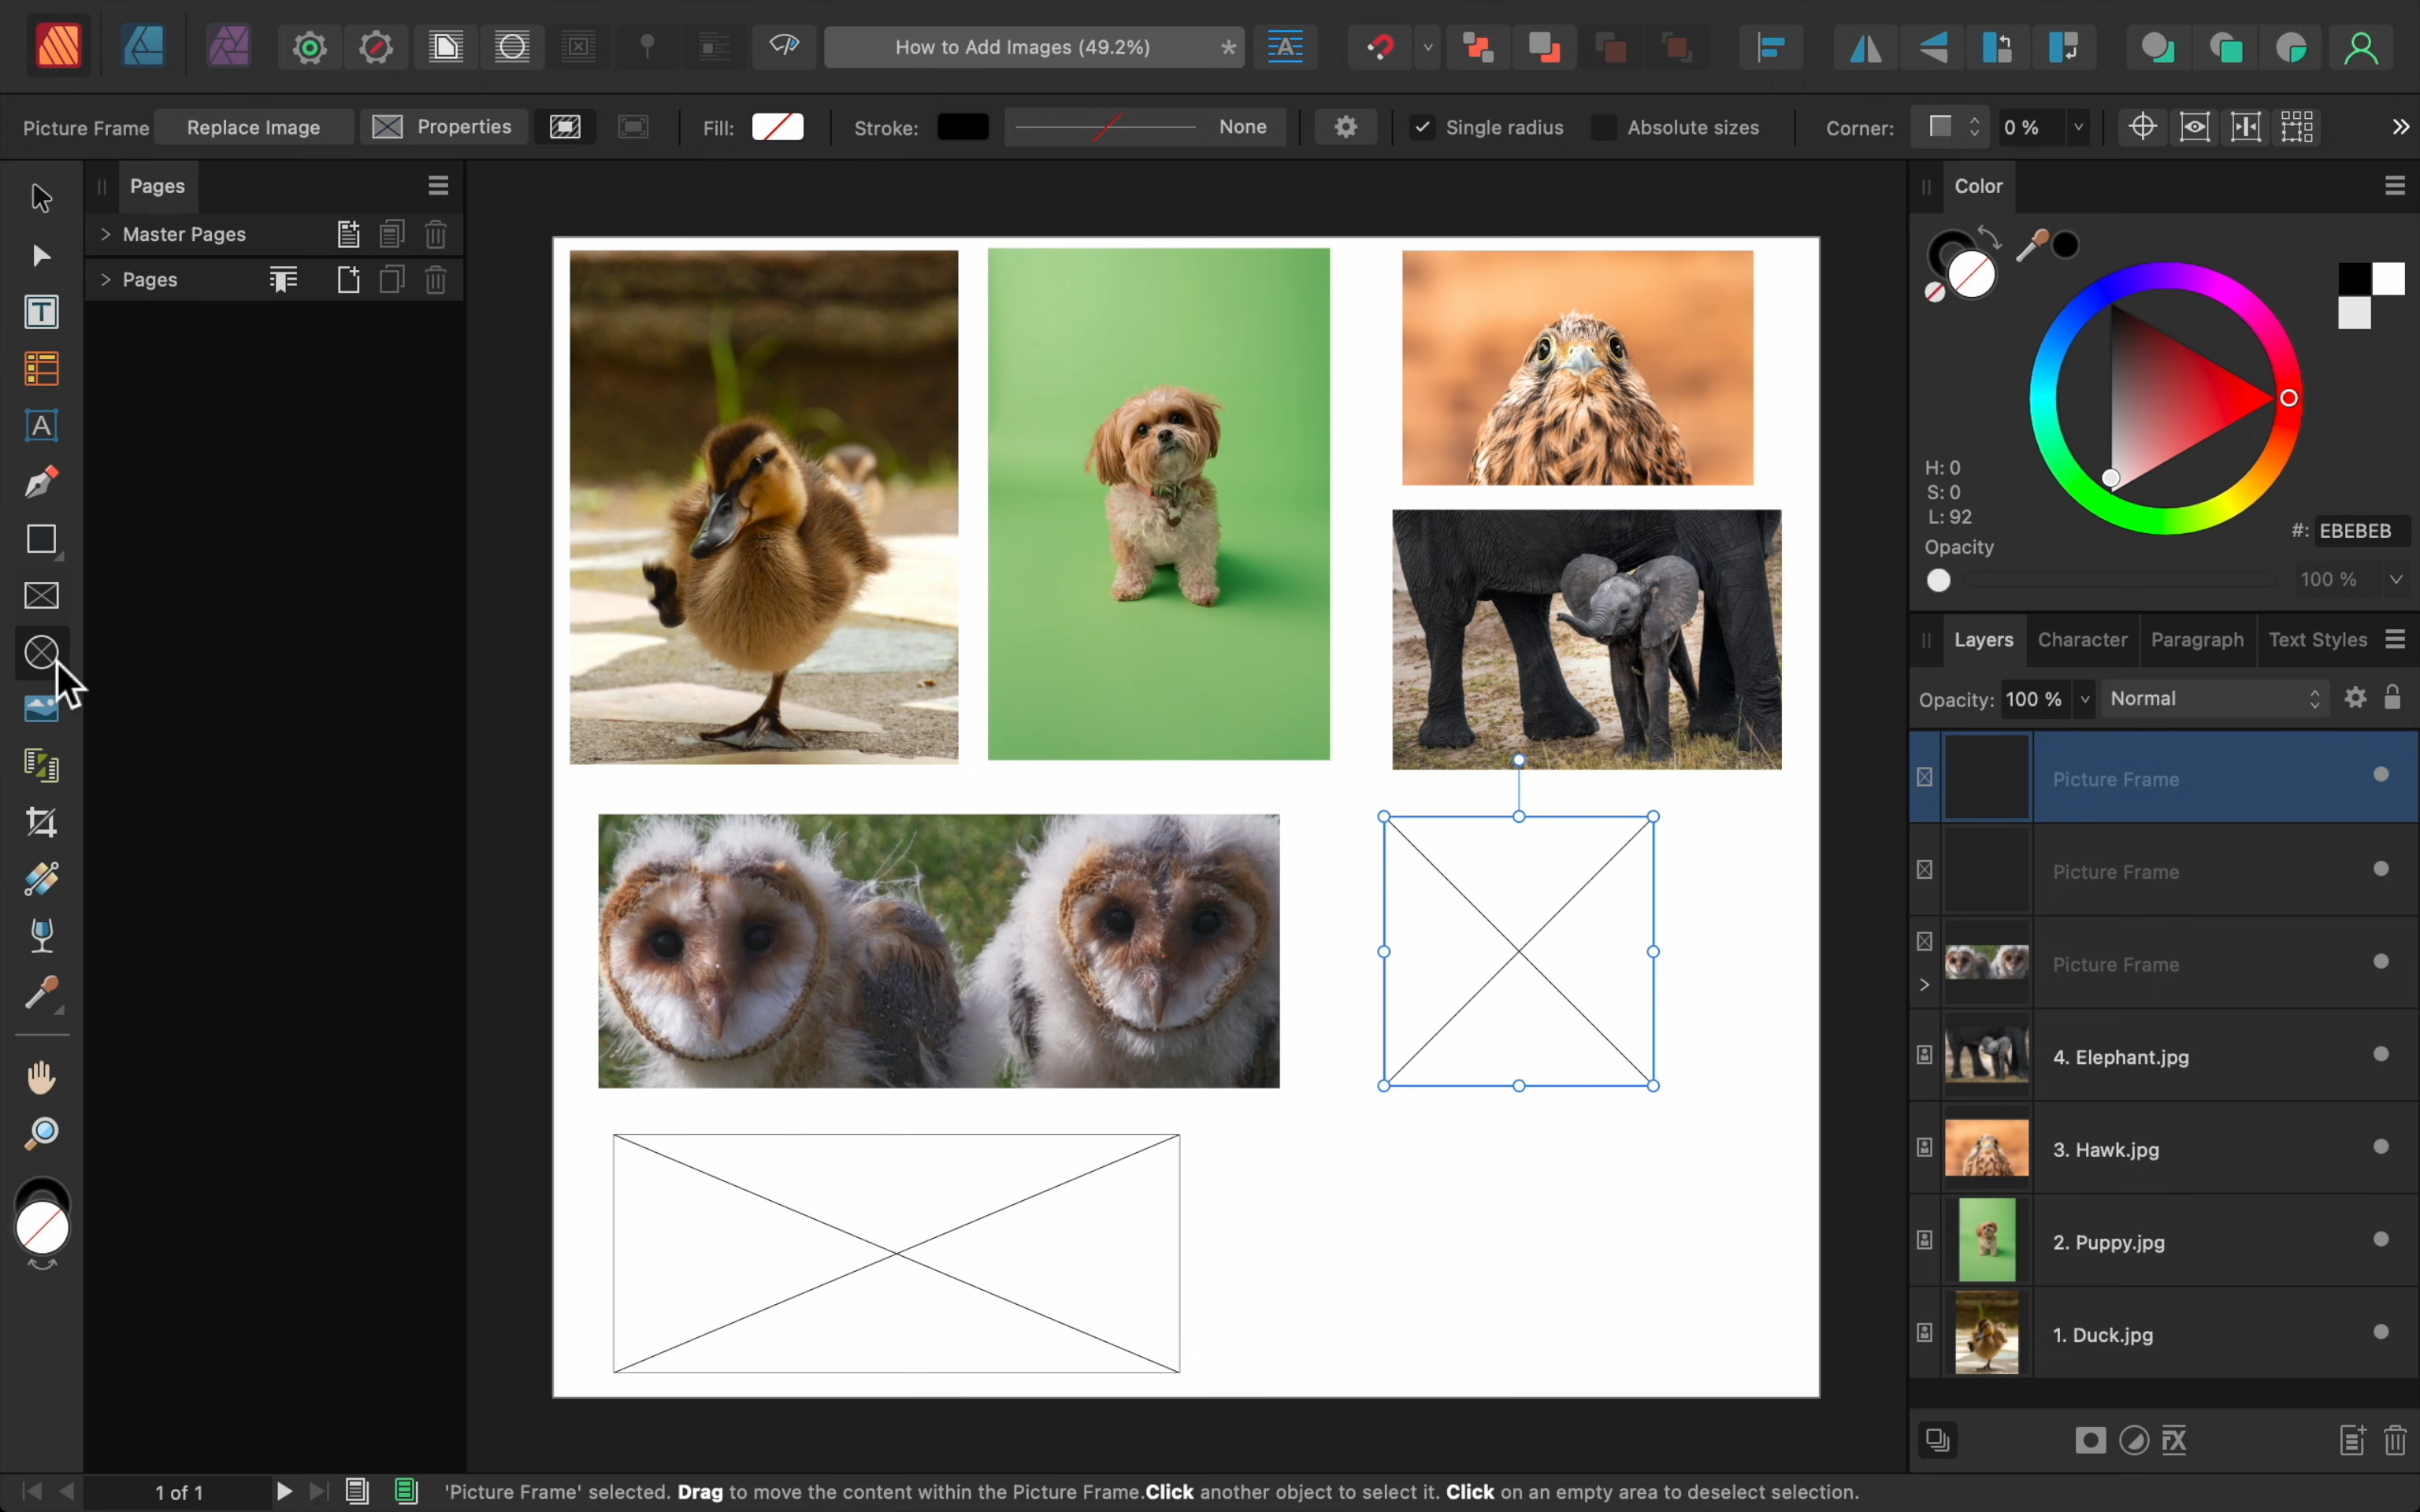 How to Add Images (49.2%) *
Picture Frame Replace Image Properties Fill: Stroke: None Single radius Absolute sizes Corner: 0 %
Pages
Master Pages
Pages
Color
H: 0
S: 0
L: 92
#: EBEBEB
Opacity
100 %
Layers Character Paragraph Text Styles
Opacity: 100 % Normal
Picture Frame
Picture Frame
Picture Frame
4. Elephant.jpg
3. Hawk.jpg
2. Puppy.jpg
1. Duck.jpg
1 of 1 'Picture Frame' selected. Drag to move the content within the Picture Frame.Click another object to select it. Click on an empty area to deselect selection.